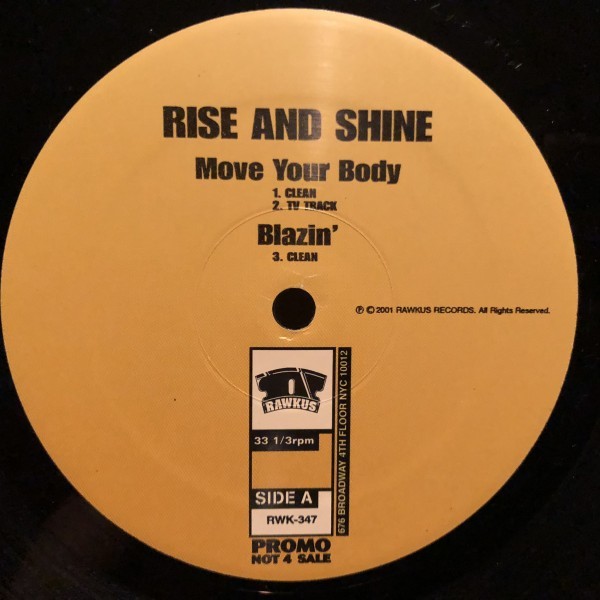 RISE AND SHINE
Move Your Body
1. CLEAN
2. TV TRACK
Blazin'
3. CLEAN
℗ © 2001 RAWKUS RECORDS. All Rights Reserved.
RAWKUS
33 1/3rpm
SIDE A
RWK-347
676 BROADWAY 4TH FLOOR NYC 10012
PROMO
NOT 4 SALE